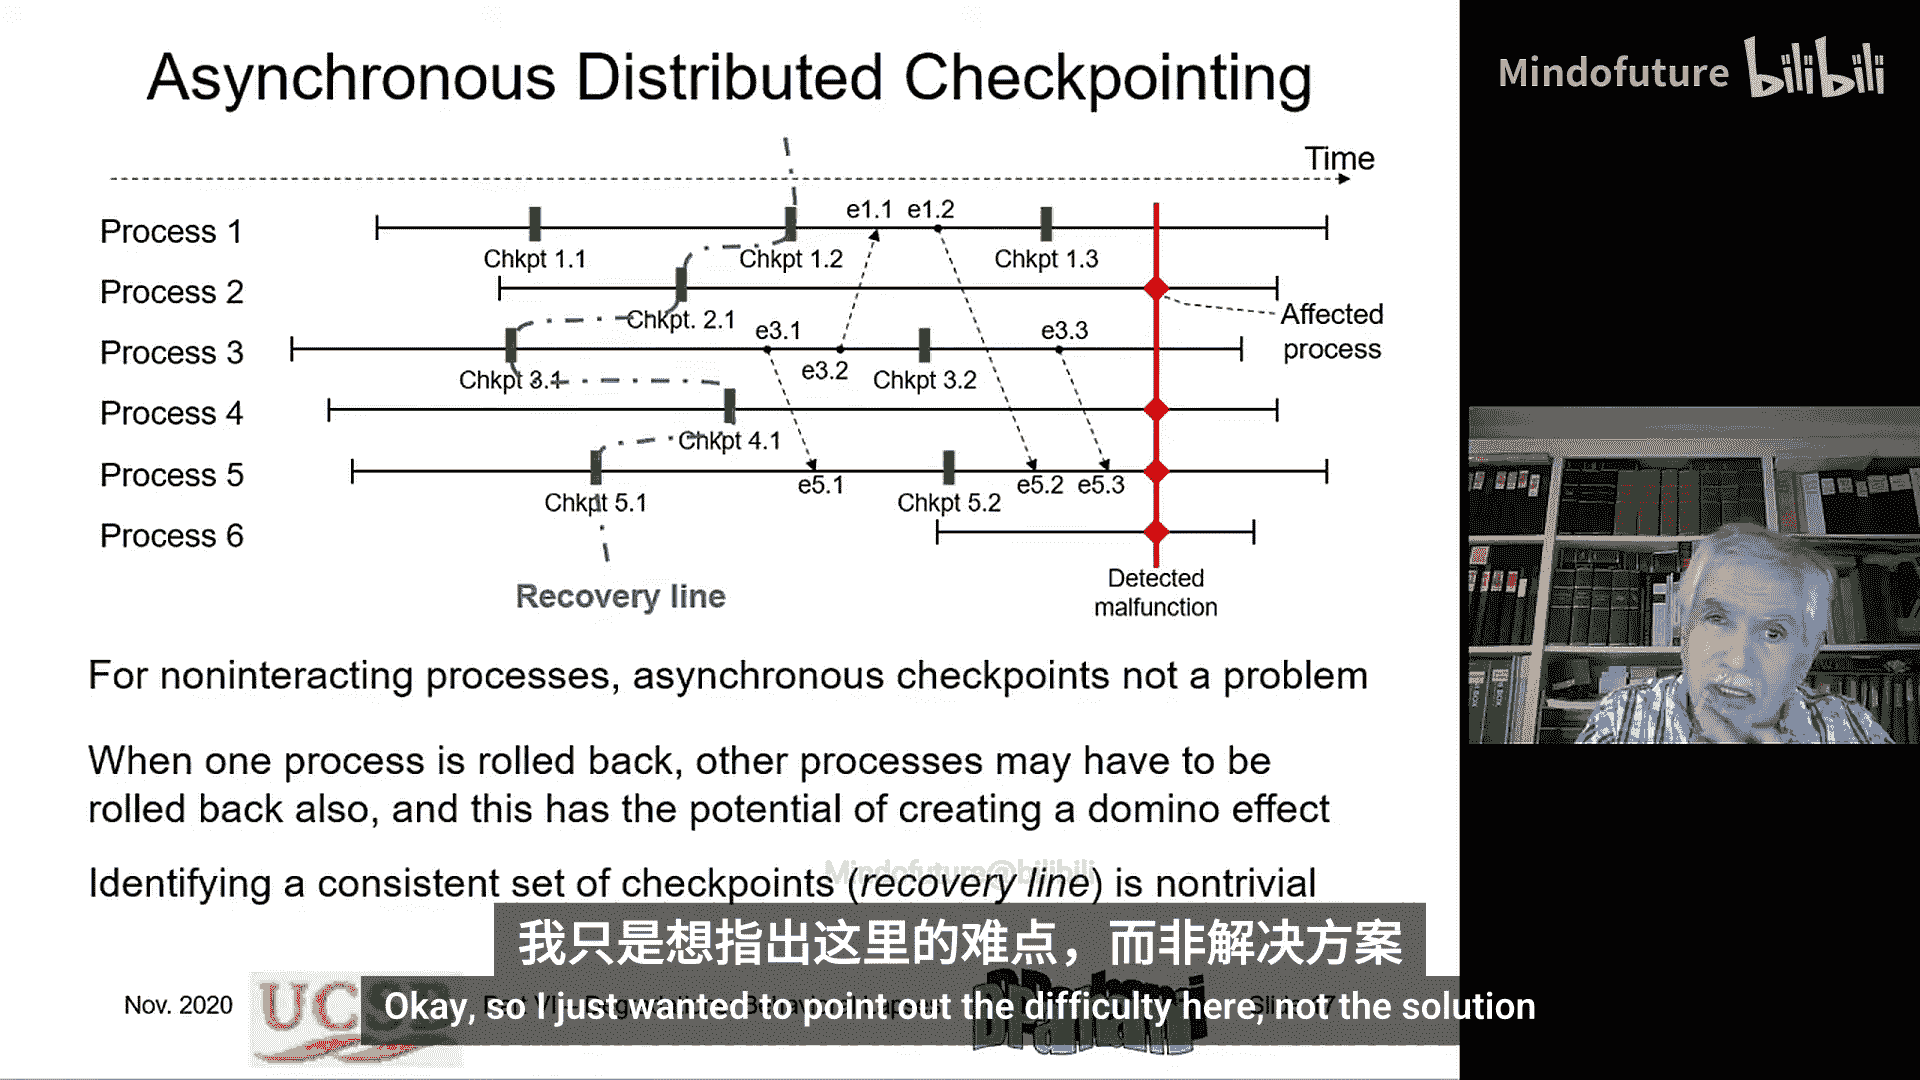 Asynchronous Distributed Checkpointing
Mindofuture bilibili
Time
Process 1
e1.1 e1.2
Chkpt 1.1
Chkpt 1.2
Chkpt 1.3
Process 2
Chkpt. 2.1
Affected
process
Process 3
e3.1
e3.2
e3.3
Chkpt 3.1
Chkpt 3.2
Process 4
Chkpt 4.1
Process 5
e5.1
e5.2 e5.3
Chkpt 5.1
Chkpt 5.2
Process 6
Recovery line
Detected
malfunction
For noninteracting processes, asynchronous checkpoints not a problem
When one process is rolled back, other processes may have to be
rolled back also, and this has the potential of creating a domino effect
Mindofuture@bilibili
Identifying a consistent set of checkpoints (recovery line) is nontrivial
我只是想指出这里的难点，而非解决方案
Nov. 2020
UCSB
Okay, so I just wanted to point out the difficulty here, not the solution